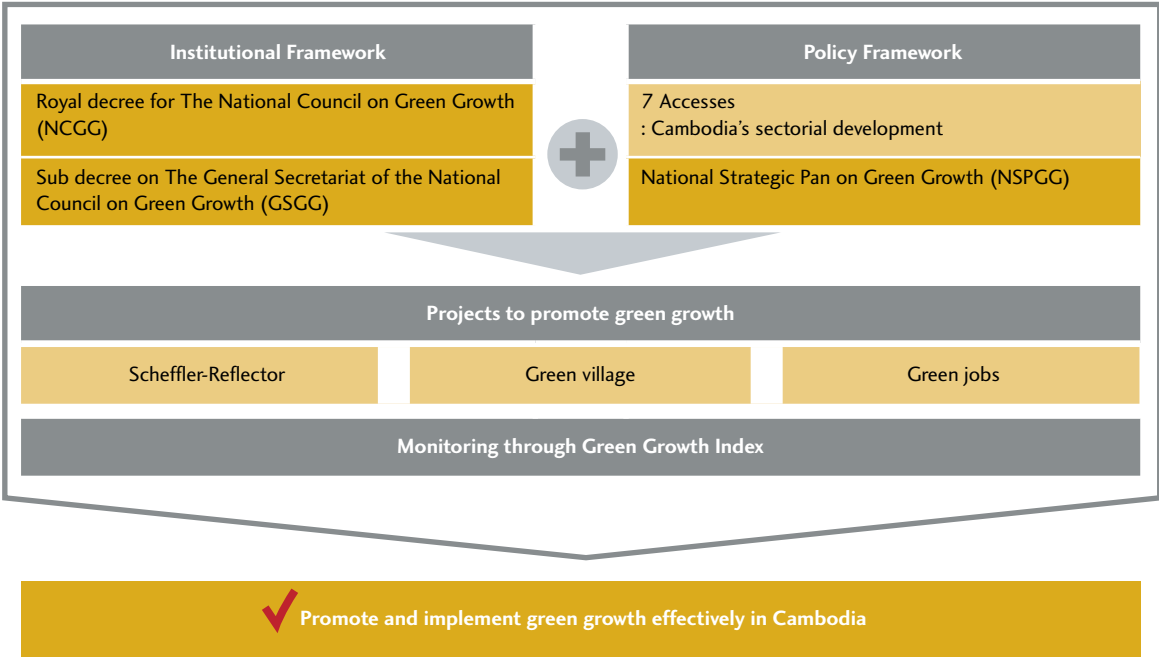 Institutional Framework
Royal decree for The National Council on Green Growth
(NCGG)
Sub decree on The General Secretariat of the National
Council on Green Growth (GSGG)
Policy Framework
7 Accesses
: Cambodia's sectorial development
National Strategic Pan on Green Growth (NSPGG)
Projects to promote green growth
Scheffler-Reflector
Green village
Green jobs
Monitoring through Green Growth Index
Promote and implement green growth effectively in Cambodia